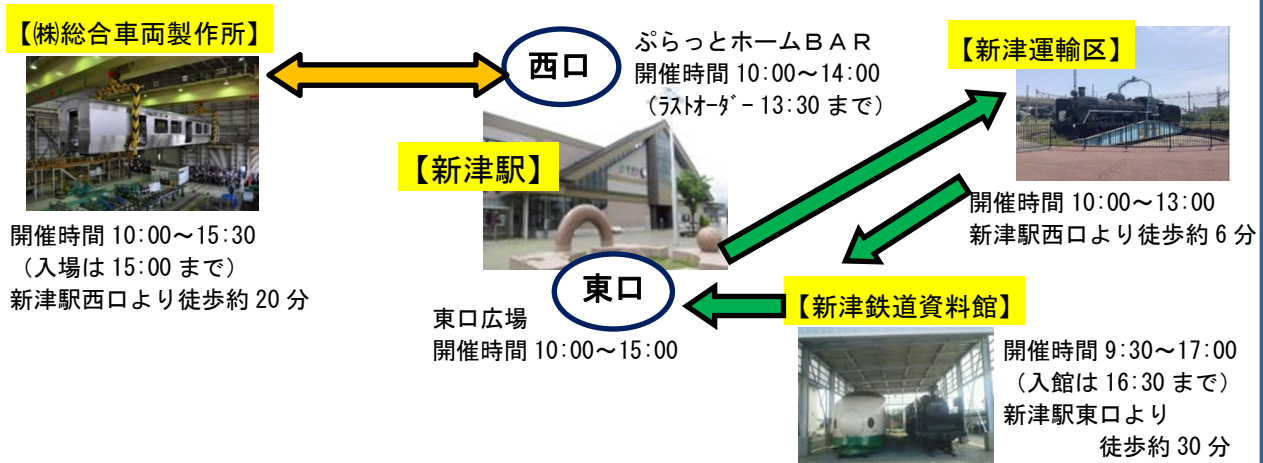 【㈱総合車両製作所】
開催時間 10:00～15:30
（入場は 15:00 まで）
新津駅西口より徒歩約 20 分
西口
ぷらっとホームＢＡＲ
開催時間 10:00～14:00
（ﾗｽﾄｵｰﾀﾞｰ 13:30 まで）
【新津駅】
東口
東口広場
開催時間 10:00～15:00
【新津運輸区】
開催時間 10:00～13:00
新津駅西口より徒歩約 6 分
【新津鉄道資料館】
開催時間 9:30～17:00
（入館は 16:30 まで）
新津駅東口より
徒歩約 30 分